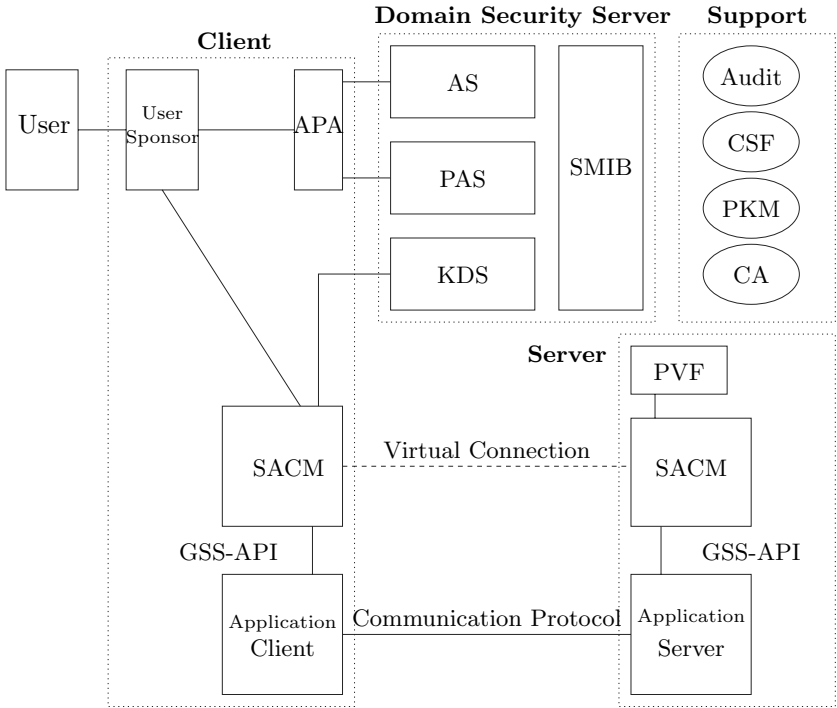 Domain Security Server
Support
Client
User
User
Sponsor
APA
AS
PAS
KDS
SMIB
Audit
CSF
PKM
CA
Server
PVF
SACM
Virtual Connection
SACM
GSS-API
GSS-API
Application
Client
Communication Protocol
Application
Server